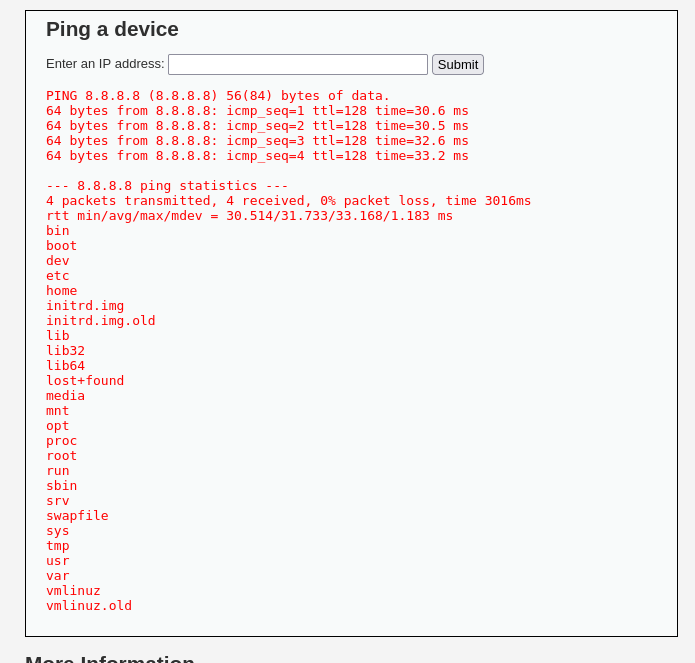 Ping a device
Enter an IP address: Submit
PING 8.8.8.8 (8.8.8.8) 56(84) bytes of data.
64 bytes from 8.8.8.8: icmp_seq=1 ttl=128 time=30.6 ms
64 bytes from 8.8.8.8: icmp_seq=2 ttl=128 time=30.5 ms
64 bytes from 8.8.8.8: icmp_seq=3 ttl=128 time=32.6 ms
64 bytes from 8.8.8.8: icmp_seq=4 ttl=128 time=33.2 ms
--- 8.8.8.8 ping statistics ---
4 packets transmitted, 4 received, 0% packet loss, time 3016ms
rtt min/avg/max/mdev = 30.514/31.733/33.168/1.183 ms
bin
boot
dev
etc
home
initrd.img
initrd.img.old
lib
lib32
lib64
lost+found
media
mnt
opt
proc
root
run
sbin
srv
swapfile
sys
tmp
usr
var
vmlinuz
vmlinuz.old
More Information